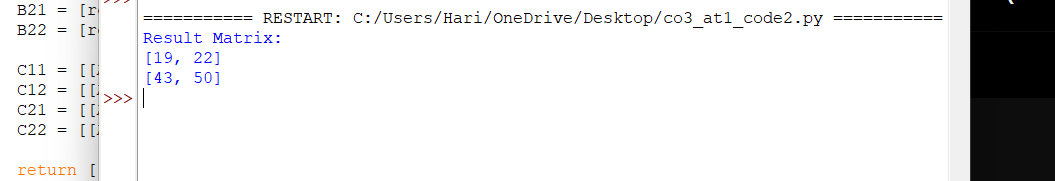 B21 = [r
B22 = [r
C11 = [[
C12 = [[
C21 = [[
C22 = [[
return [
>>>
=========== RESTART: C:/Users/Hari/OneDrive/Desktop/co3_at1_code2.py ===========
Result Matrix:
[19, 22]
[43, 50]
>>>